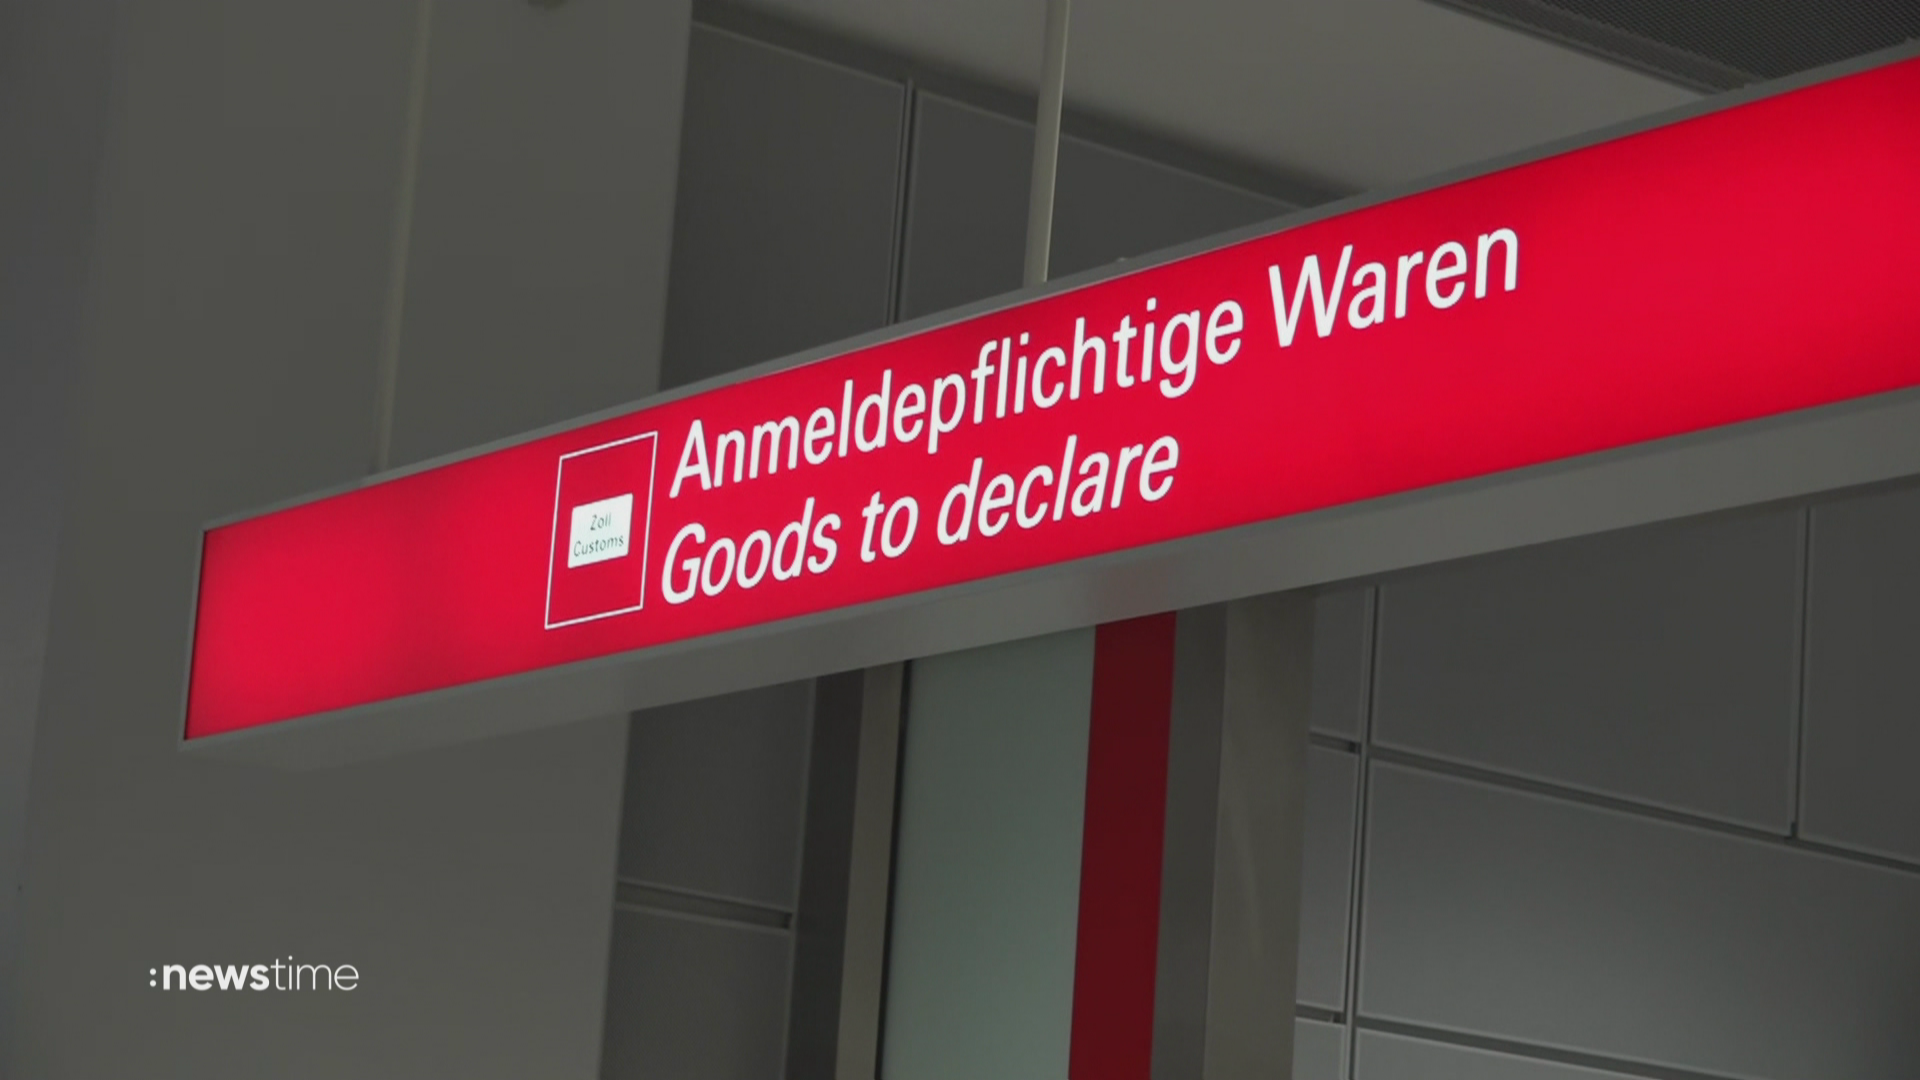 Anmeldepflichtige Waren
Goods to declare
Zoll
Customs
:newstime